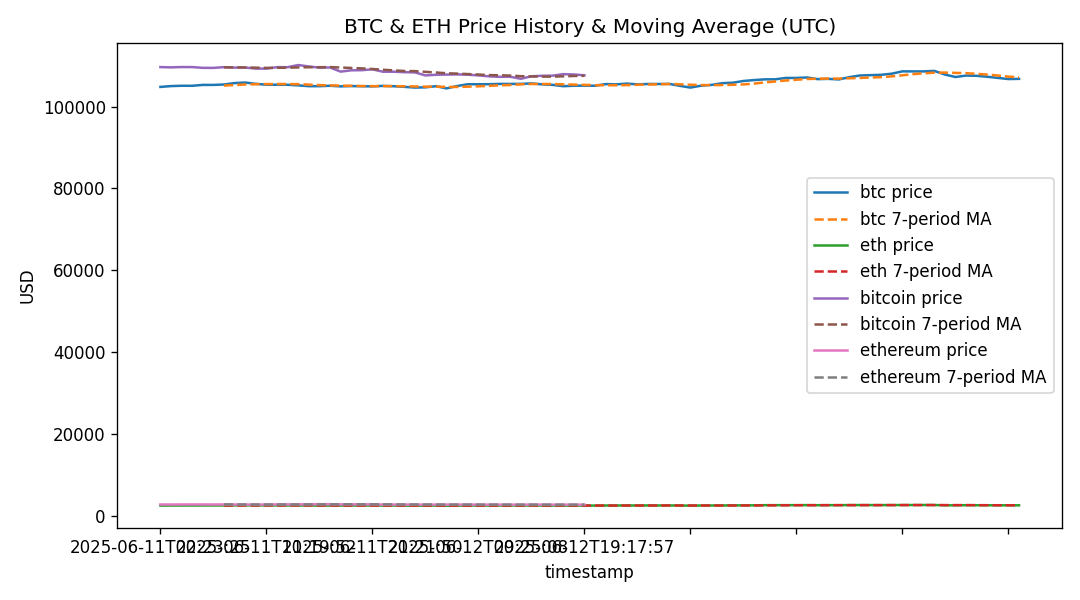 BTC & ETH Price History & Moving Average (UTC)
USD
100000
80000
60000
40000
20000
0
btc price
btc 7-period MA
eth price
eth 7-period MA
bitcoin price
bitcoin 7-period MA
ethereum price
ethereum 7-period MA
2025-06-12T19:17:57
timestamp